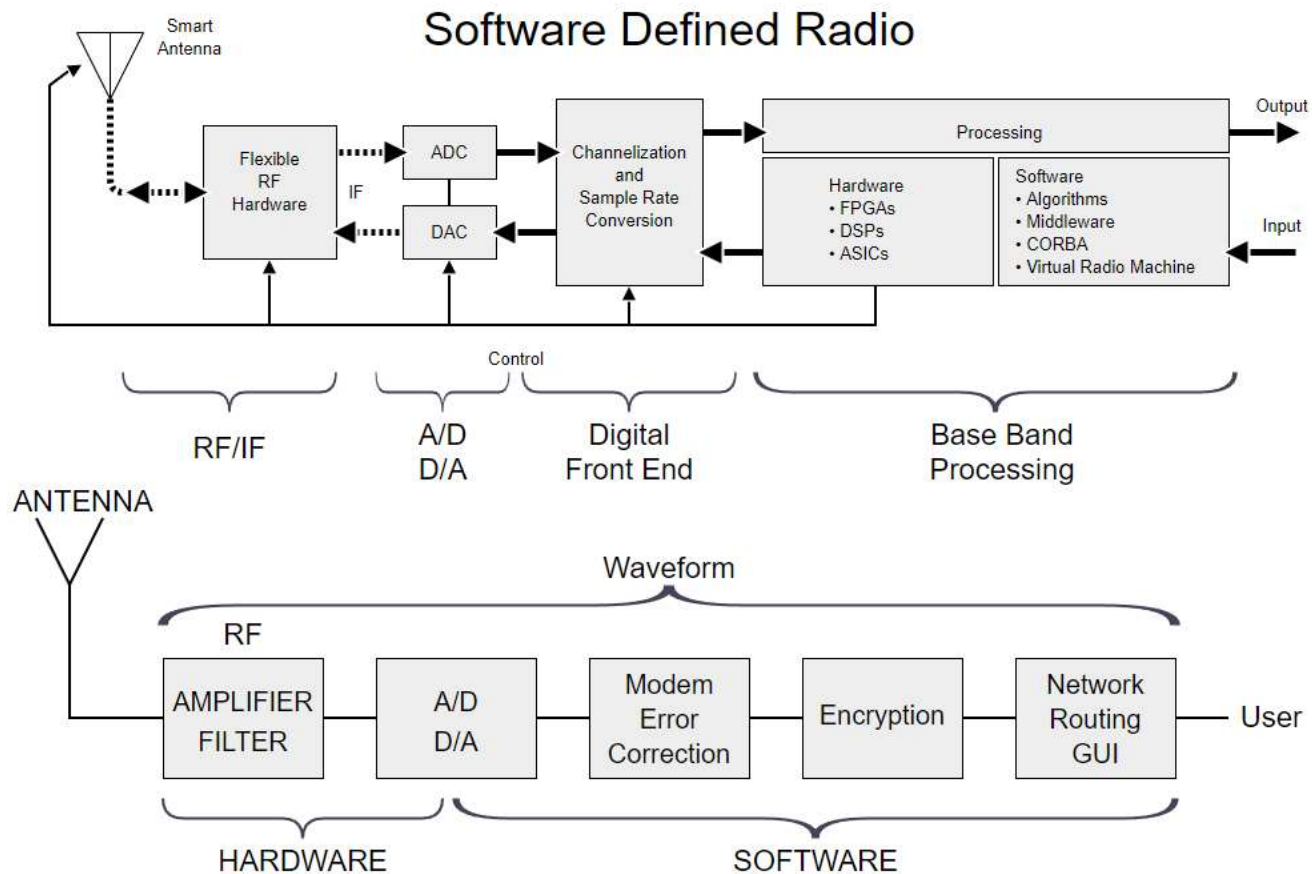 Software Defined Radio
Smart
Antenna
Flexible
RF
Hardware
IF
ADC
DAC
Channelization
and
Sample Rate
Conversion
Processing
Hardware
• FPGAs
• DSPs
• ASICs
Software
• Algorithms
• Middleware
• CORBA
• Virtual Radio Machine
Output
Input
Control
RF/IF
A/D
D/A
Digital
Front End
Base Band
Processing
ANTENNA
Waveform
RF
AMPLIFIER
FILTER
A/D
D/A
Modem
Error
Correction
Encryption
Network
Routing
GUI
User
HARDWARE
SOFTWARE